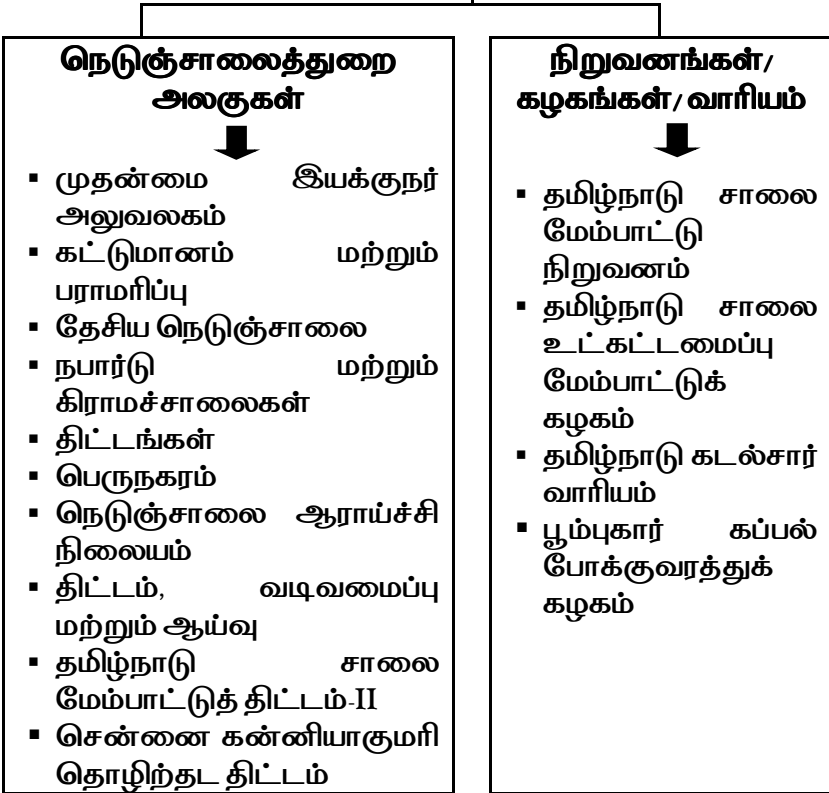 நெடுஞ்சாலைத்துறை
அலகுகள்
▪ முதன்மை இயக்குநர்
அலுவலகம்
▪ கட்டுமானம் மற்றும்
பராமரிப்பு
▪ தேசிய நெடுஞ்சாலை
▪ நபார்டு மற்றும்
கிராமச்சாலைகள்
▪ திட்டங்கள்
▪ பெருநகரம்
▪ நெடுஞ்சாலை ஆராய்ச்சி
நிலையம்
▪ திட்டம், வடிவமைப்பு
மற்றும் ஆய்வு
▪ தமிழ்நாடு சாலை
மேம்பாட்டுத் திட்டம்-II
▪ சென்னை கன்னியாகுமரி
தொழிற்தட திட்டம்
நிறுவனங்கள்/
கழகங்கள்/வாரியம்
▪ தமிழ்நாடு சாலை
மேம்பாட்டு
நிறுவனம்
▪ தமிழ்நாடு சாலை
உட்கட்டமைப்பு
மேம்பாட்டுக்
கழகம்
▪ தமிழ்நாடு கடல்சார்
வாரியம்
▪ பூம்புகார் கப்பல்
போக்குவரத்துக்
கழகம்